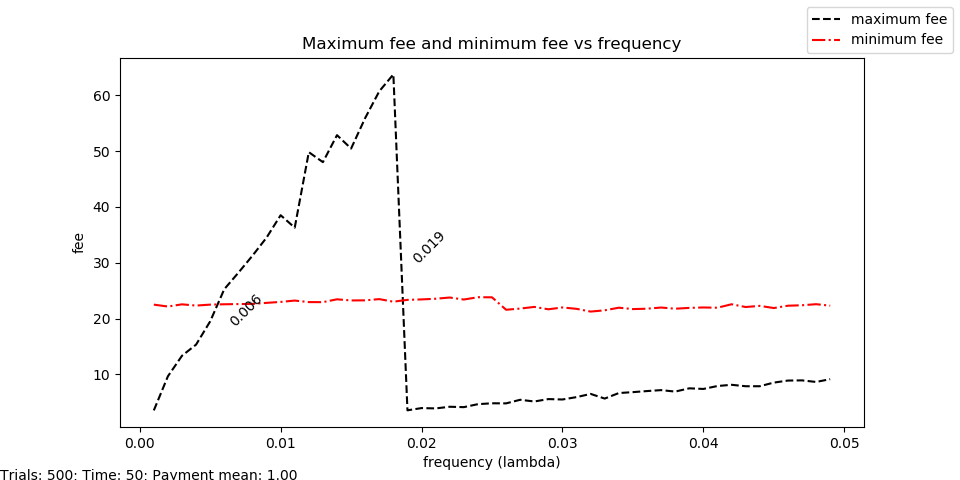 maximum fee
minimum fee
Maximum fee and minimum fee vs frequency
60
50
40
30
20
10
fee
0.006
0.019
0.00 0.01 0.02 0.03 0.04 0.05
frequency (lambda)
Trials: 500; Time: 50; Payment mean: 1.00